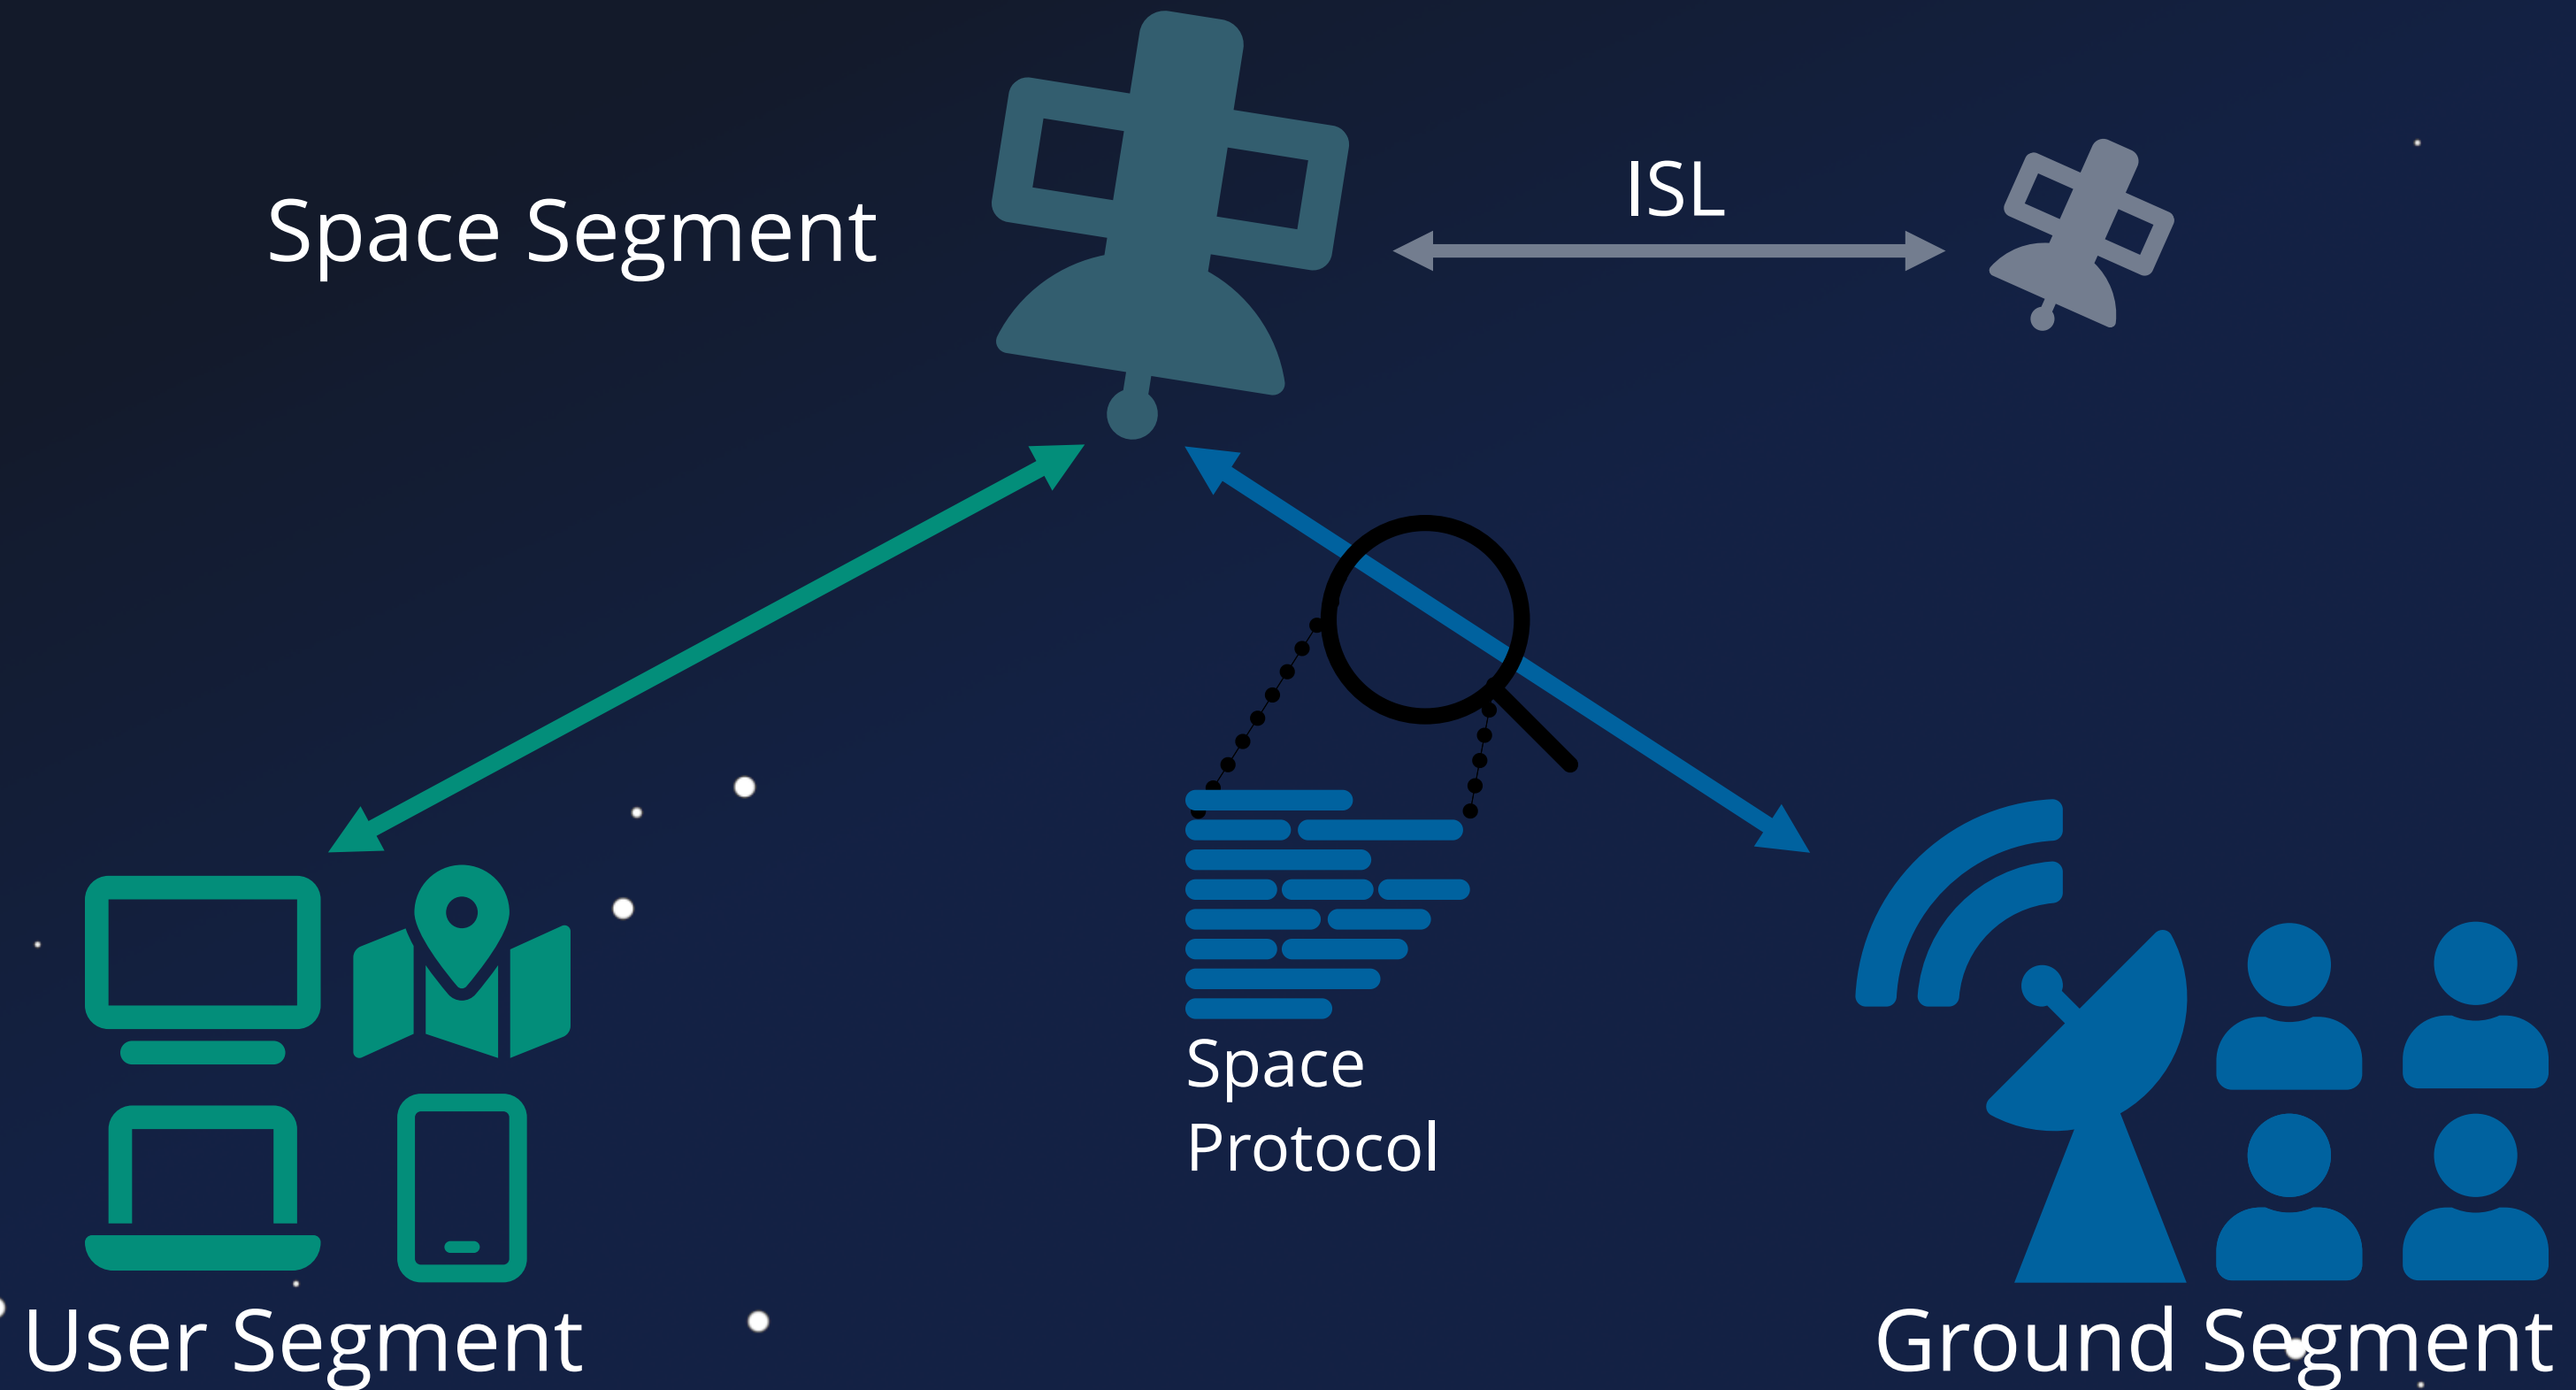 Space Segment
ISL
Space
Protocol
User Segment
Ground Segment